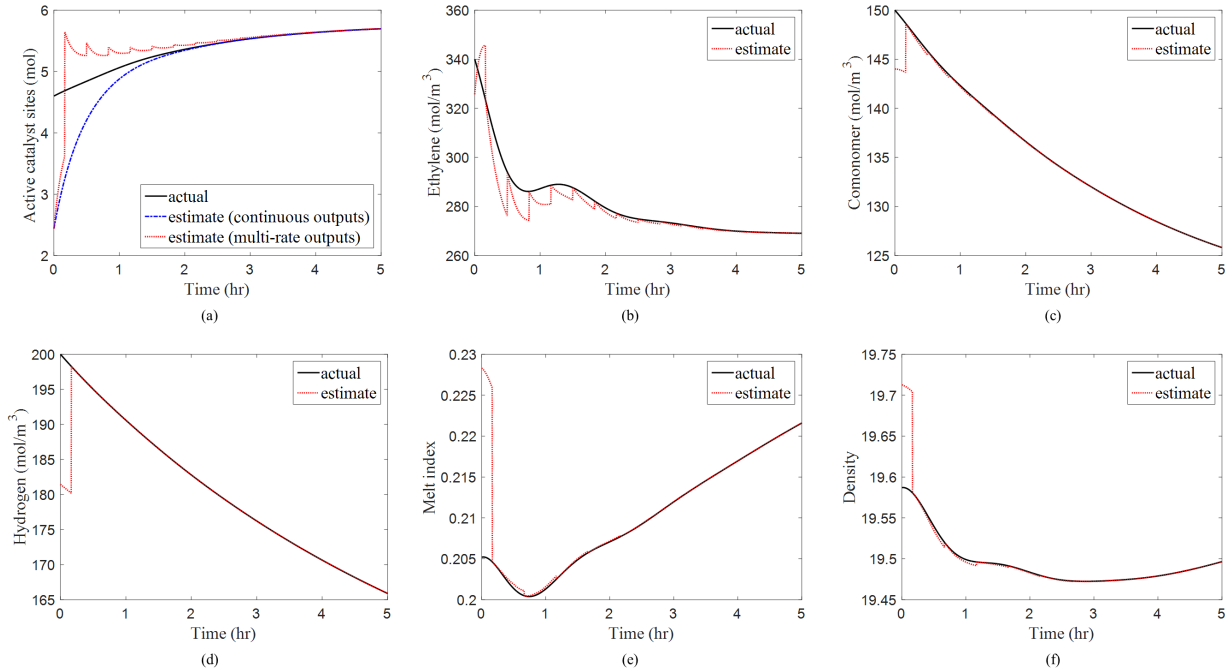 6
5
4
3
2
0
1
2
3
4
5
Active catalyst sites (mol)
Time (hr)
actual
estimate (continuous outputs)
estimate (multi-rate outputs)
(a)
360
340
320
300
280
260
0
1
2
3
4
5
Ethylene (mol/m³)
Time (hr)
actual
estimate
(b)
150
145
140
135
130
125
0
1
2
3
4
5
Comonomer (mol/m³)
Time (hr)
actual
estimate
(c)
200
195
190
185
180
175
170
165
0
1
2
3
4
5
Hydrogen (mol/m³)
Time (hr)
actual
estimate
(d)
0.23
0.225
0.22
0.215
0.21
0.205
0.2
0
1
2
3
4
5
Melt index
Time (hr)
actual
estimate
(e)
19.75
19.7
19.65
19.6
19.55
19.5
19.45
0
1
2
3
4
5
Density
Time (hr)
actual
estimate
(f)